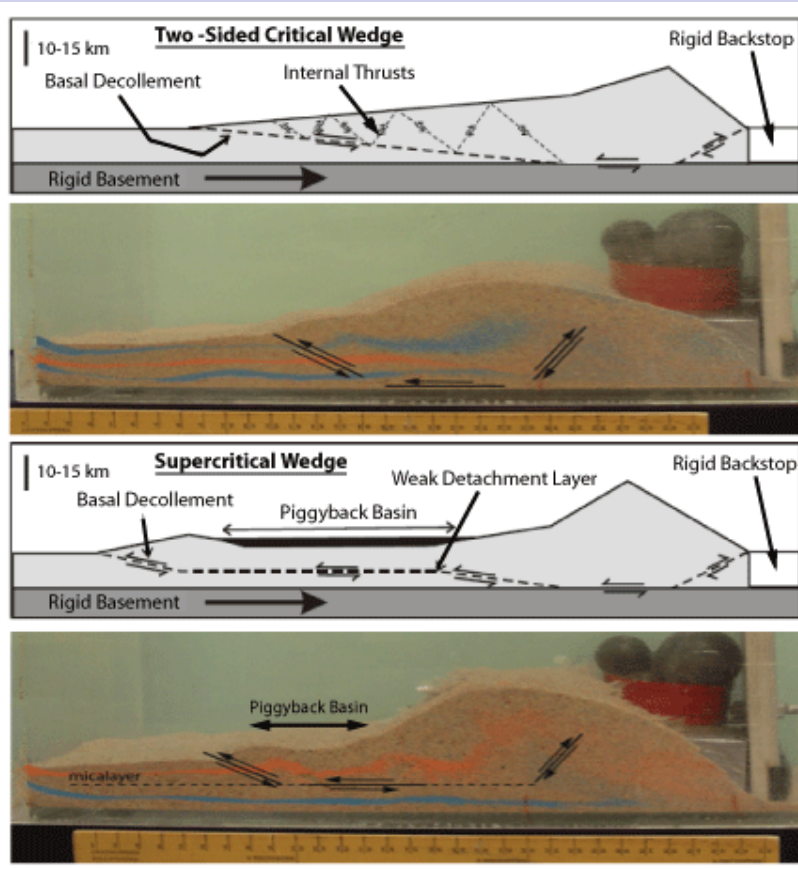 Two -Sided Critical Wedge
10-15 km
Rigid Backstop
Basal Decollement
Internal Thrusts
Rigid Basement
Supercritical Wedge
10-15 km
Rigid Backstop
Weak Detachment Layer
Basal Decollement
Piggyback Basin
Rigid Basement
Piggyback Basin
micalayer